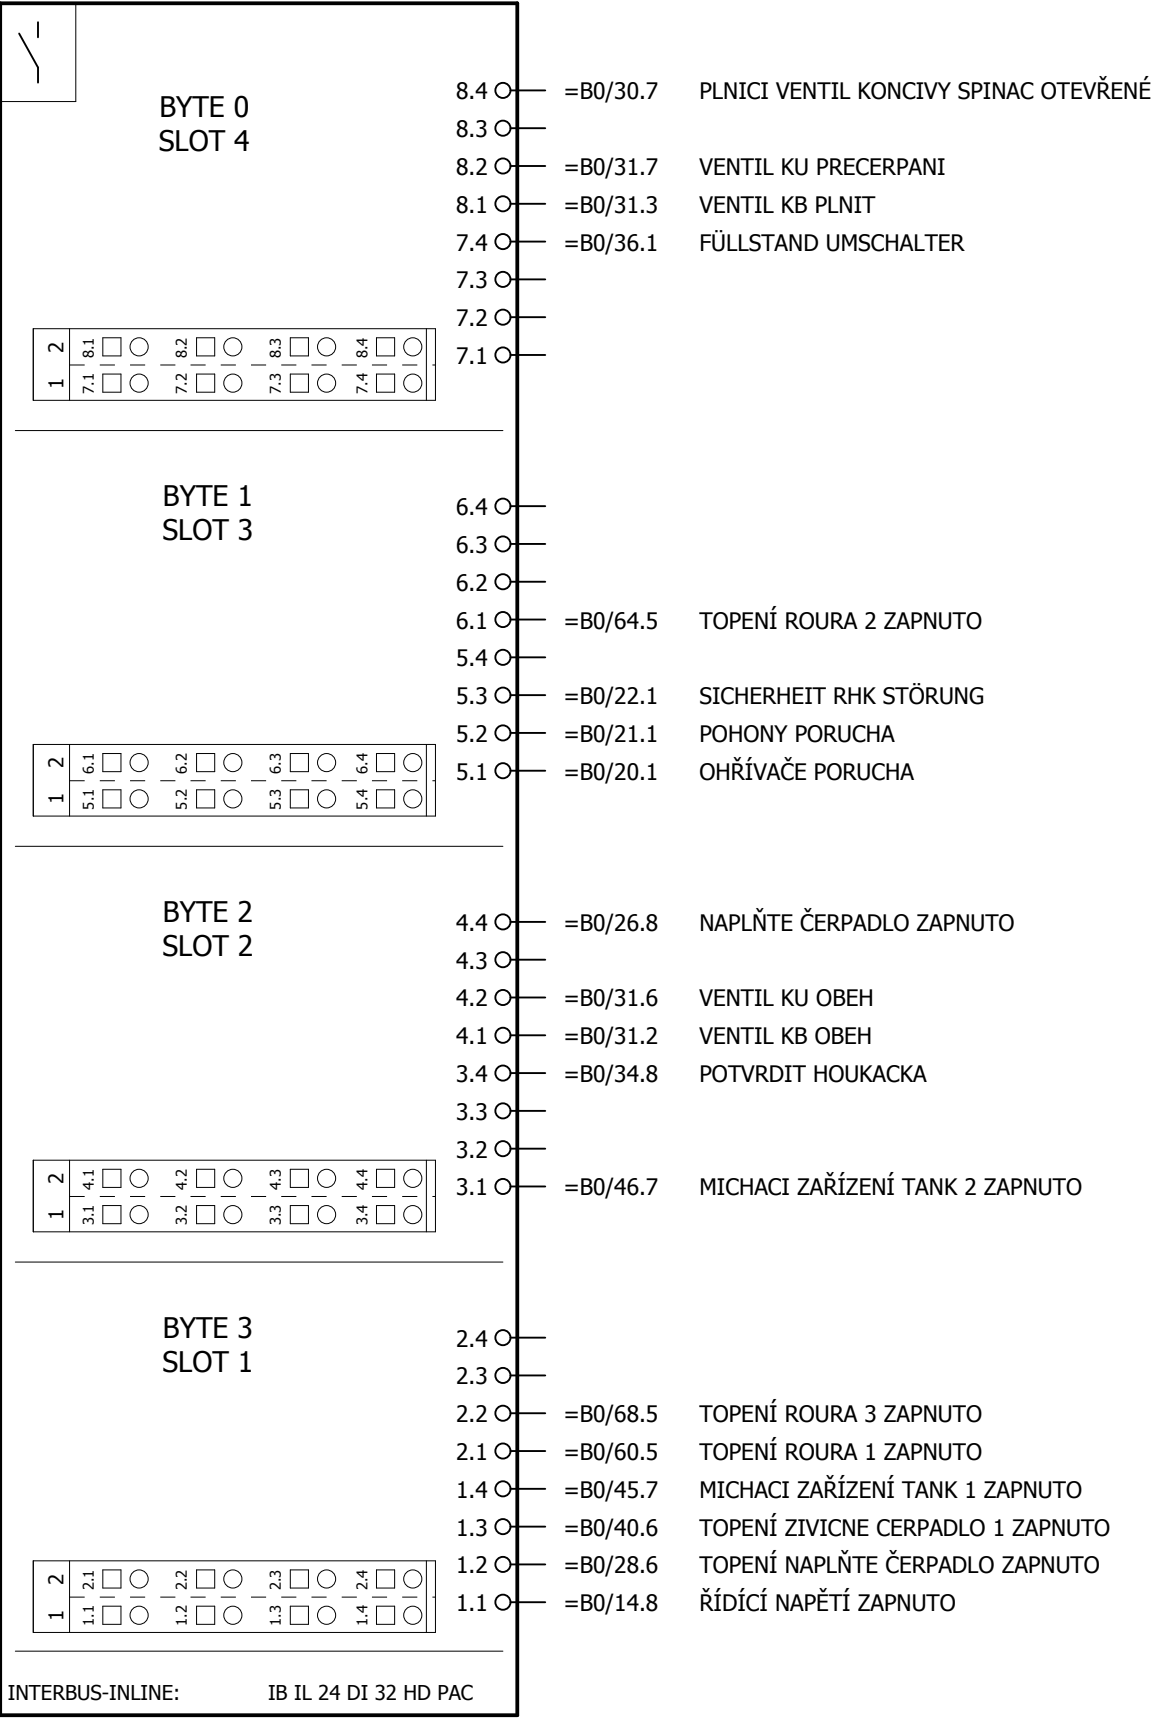 BYTE 0
SLOT 4
8.4 =B0/30.7 PLNICI VENTIL KONCIVY SPINAC OTEVŘENÉ
8.3
8.2 =B0/31.7 VENTIL KU PRECERPANI
8.1 =B0/31.3 VENTIL KB PLNIT
7.4 =B0/36.1 FÜLLSTAND UMSCHALTER
7.3
7.2
7.1
2 8.1 8.2 8.3 8.4
1 7.1 7.2 7.3 7.4
BYTE 1
SLOT 3
6.4
6.3
6.2
6.1 =B0/64.5 TOPENÍ ROURA 2 ZAPNUTO
5.4
5.3 =B0/22.1 SICHERHEIT RHK STÖRUNG
5.2 =B0/21.1 POHONY PORUCHA
5.1 =B0/20.1 OHŘÍVAČE PORUCHA
2 6.1 6.2 6.3 6.4
1 5.1 5.2 5.3 5.4
BYTE 2
SLOT 2
4.4 =B0/26.8 NAPLŇTE ČERPADLO ZAPNUTO
4.3
4.2 =B0/31.6 VENTIL KU OBEH
4.1 =B0/31.2 VENTIL KB OBEH
3.4 =B0/34.8 POTVRDIT HOUKACKA
3.3
3.2
3.1 =B0/46.7 MICHACI ZAŘÍZENÍ TANK 2 ZAPNUTO
2 4.1 4.2 4.3 4.4
1 3.1 3.2 3.3 3.4
BYTE 3
SLOT 1
2.4
2.3
2.2 =B0/68.5 TOPENÍ ROURA 3 ZAPNUTO
2.1 =B0/60.5 TOPENÍ ROURA 1 ZAPNUTO
1.4 =B0/45.7 MICHACI ZAŘÍZENÍ TANK 1 ZAPNUTO
1.3 =B0/40.6 TOPENÍ ZIVICNE CERPADLO 1 ZAPNUTO
1.2 =B0/28.6 TOPENÍ NAPLŇTE ČERPADLO ZAPNUTO
1.1 =B0/14.8 ŘÍDÍCÍ NAPĚTÍ ZAPNUTO
2 2.1 2.2 2.3 2.4
1 1.1 1.2 1.3 1.4
INTERBUS-INLINE: IB IL 24 DI 32 HD PAC